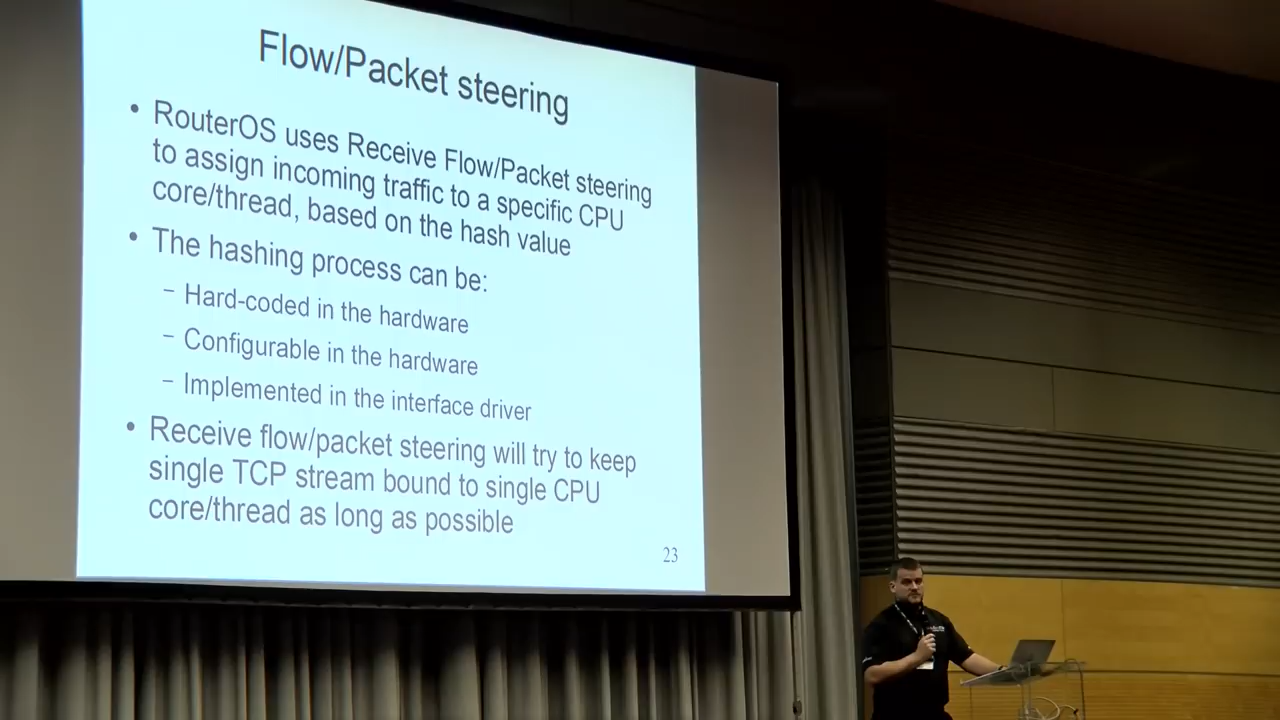 Flow/Packet steering
• RouterOS uses Receive Flow/Packet steering
to assign incoming traffic to a specific CPU
core/thread, based on the hash value
• The hashing process can be:
– Hard-coded in the hardware
– Configurable in the hardware
– Implemented in the interface driver
• Receive flow/packet steering will try to keep
single TCP stream bound to single CPU
core/thread as long as possible
23